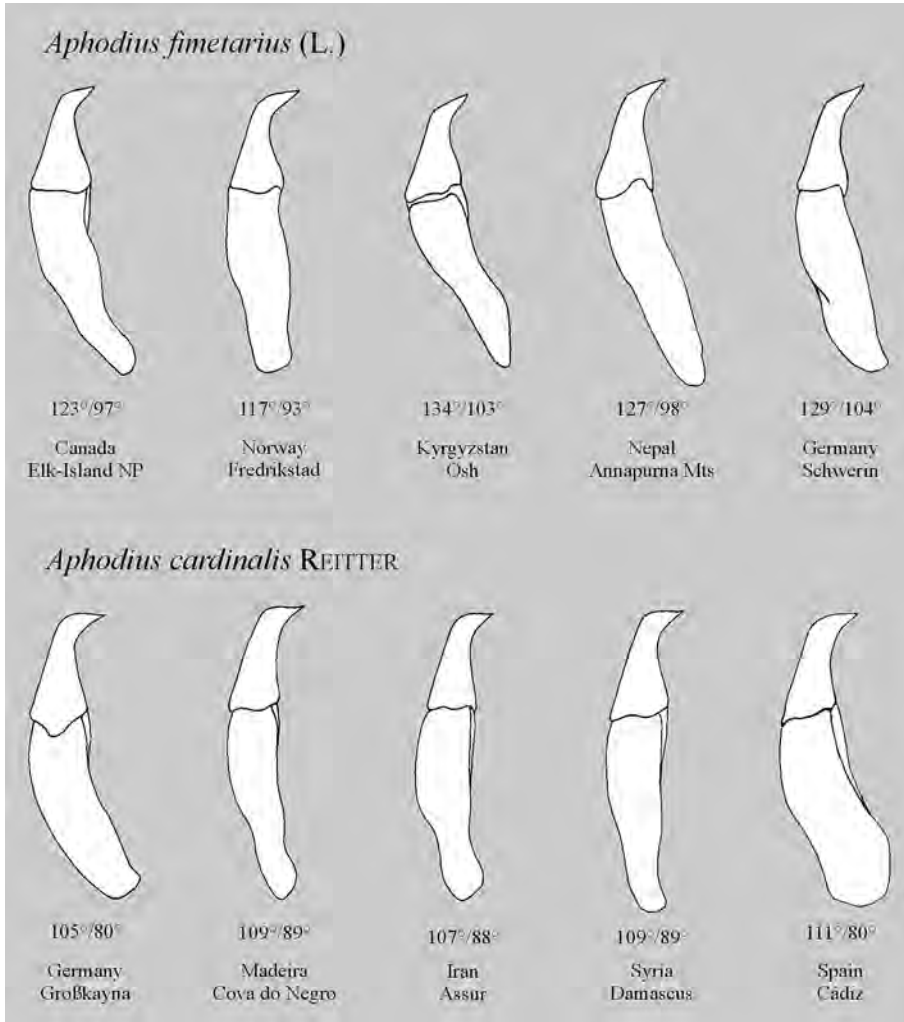 Aphodius fimetarius (L.)
123°/97°
117°/93°
134°/103°
127°/98°
129°/104°
Canada
Elk-Island NP
Norway
Fredrikstad
Kyrgyzstan
Osh
Nepal
Annapurna Mts
Germany
Schwerin
Aphodius cardinalis REITTER
105°/80°
109°/89°
107°/88°
109°/89°
111°/80°
Germany
Großkayna
Madeira
Cova do Negro
Iran
Assur
Syria
Damascus
Spain
Cádiz